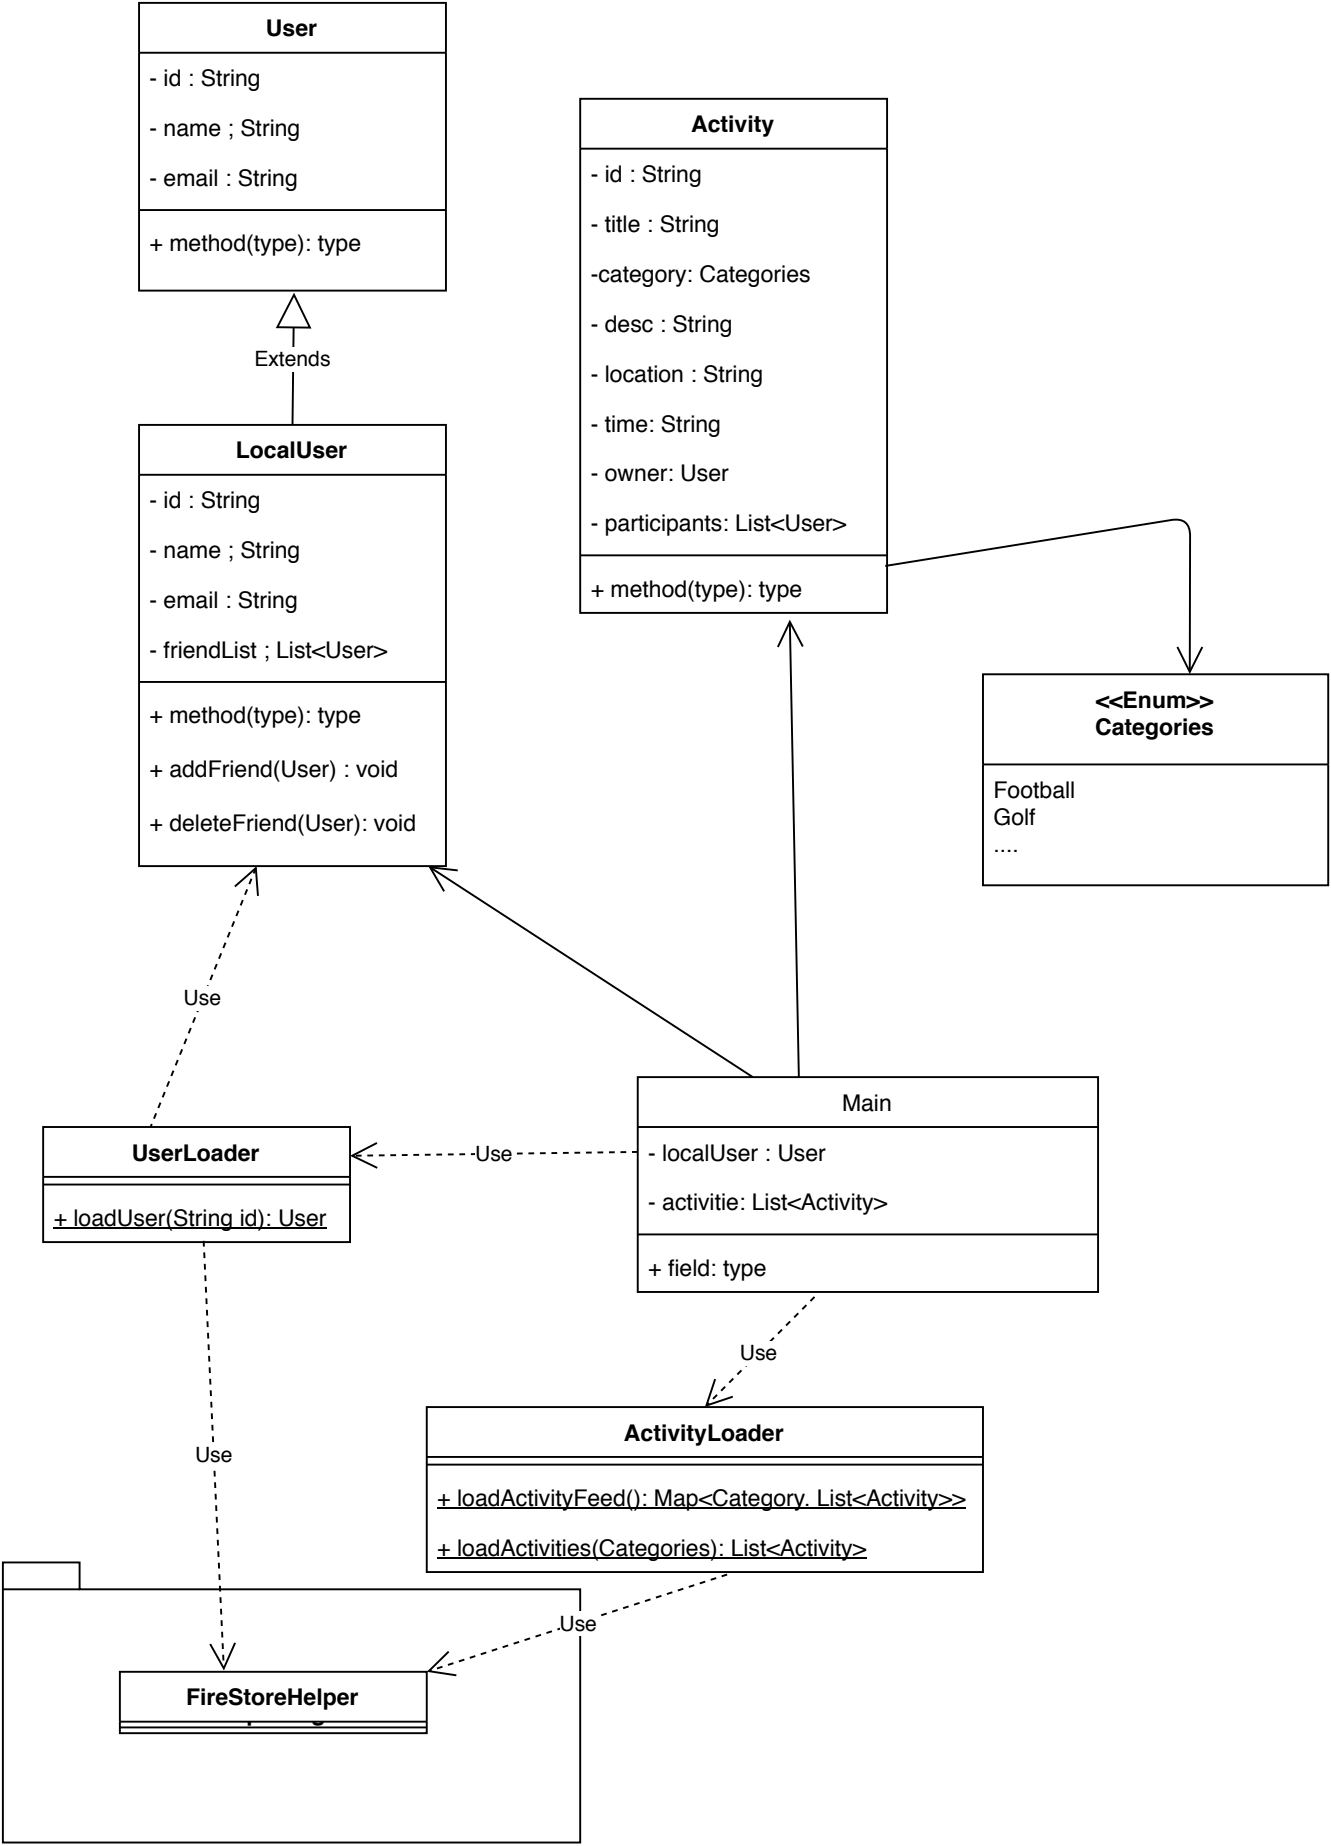 User
- id : String
- name ; String
- email : String
+ method(type): type
Extends
LocalUser
- id : String
- name ; String
- email : String
- friendList ; List<User>
+ method(type): type
+ addFriend(User) : void
+ deleteFriend(User): void
Activity
- id : String
- title : String
-category: Categories
- desc : String
- location : String
- time: String
- owner: User
- participants: List<User>
+ method(type): type
<<Enum>>
Categories
Football
Golf
....
Use
UserLoader
+ loadUser(String id): User
Use
Main
- localUser : User
- activitie: List<Activity>
+ field: type
Use
Use
ActivityLoader
+ loadActivityFeed(): Map<Category. List<Activity>>
+ loadActivities(Categories): List<Activity>
Use
FireStoreHelper